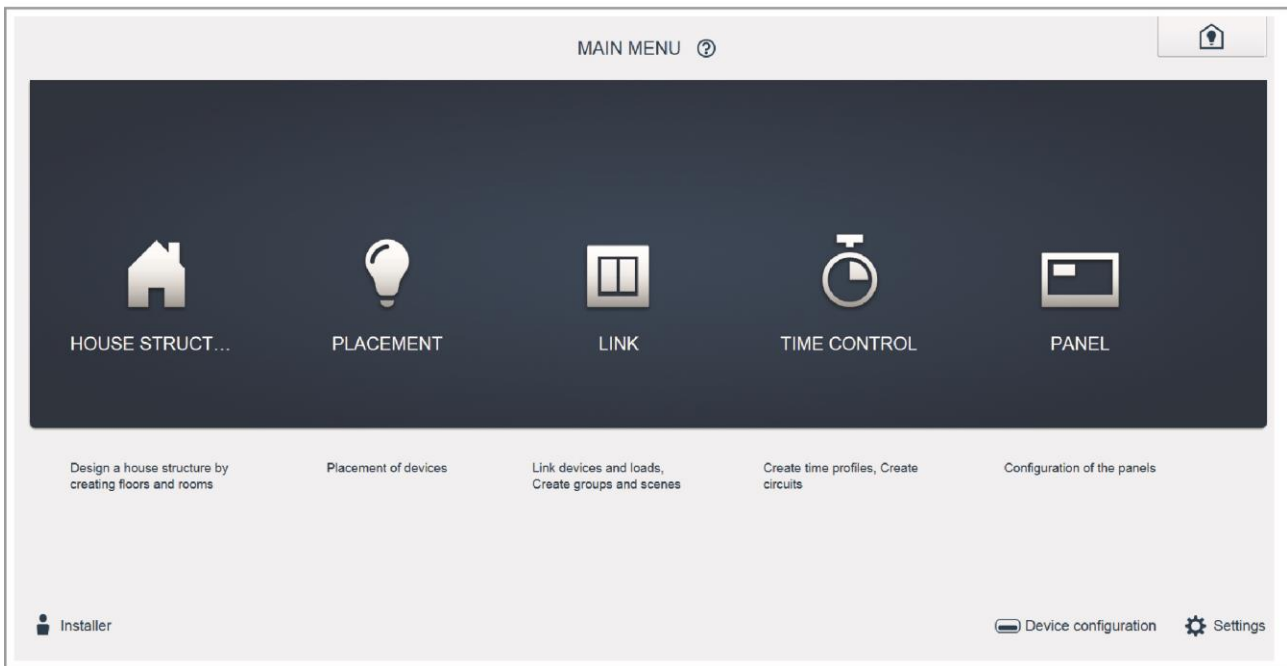 MAIN MENU ?
HOUSE STRUCT...
PLACEMENT
LINK
TIME CONTROL
PANEL
Design a house structure by
creating floors and rooms
Placement of devices
Link devices and loads,
Create groups and scenes
Create time profiles, Create
circuits
Configuration of the panels
Installer
Device configuration
Settings